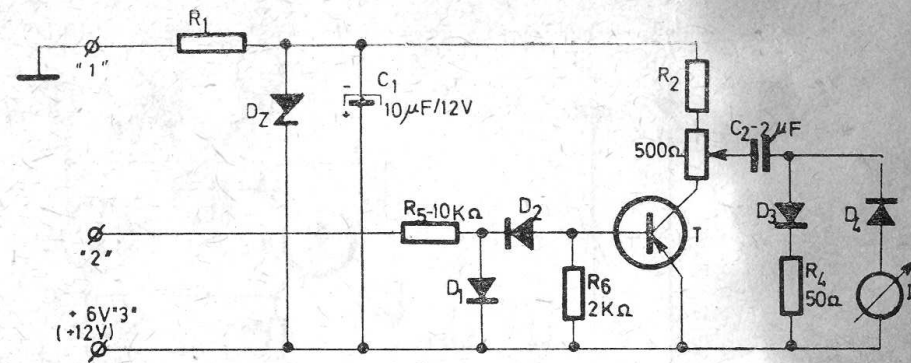 R1
"1"
R2
C1
- 
+
10µF/12V
DZ
C2-2µF
500Ω
R5-10KΩ
D2
D3
D4
"2"
T
D1
R6
2KΩ
R4
50Ω
+ 6V"3"
(+12V)